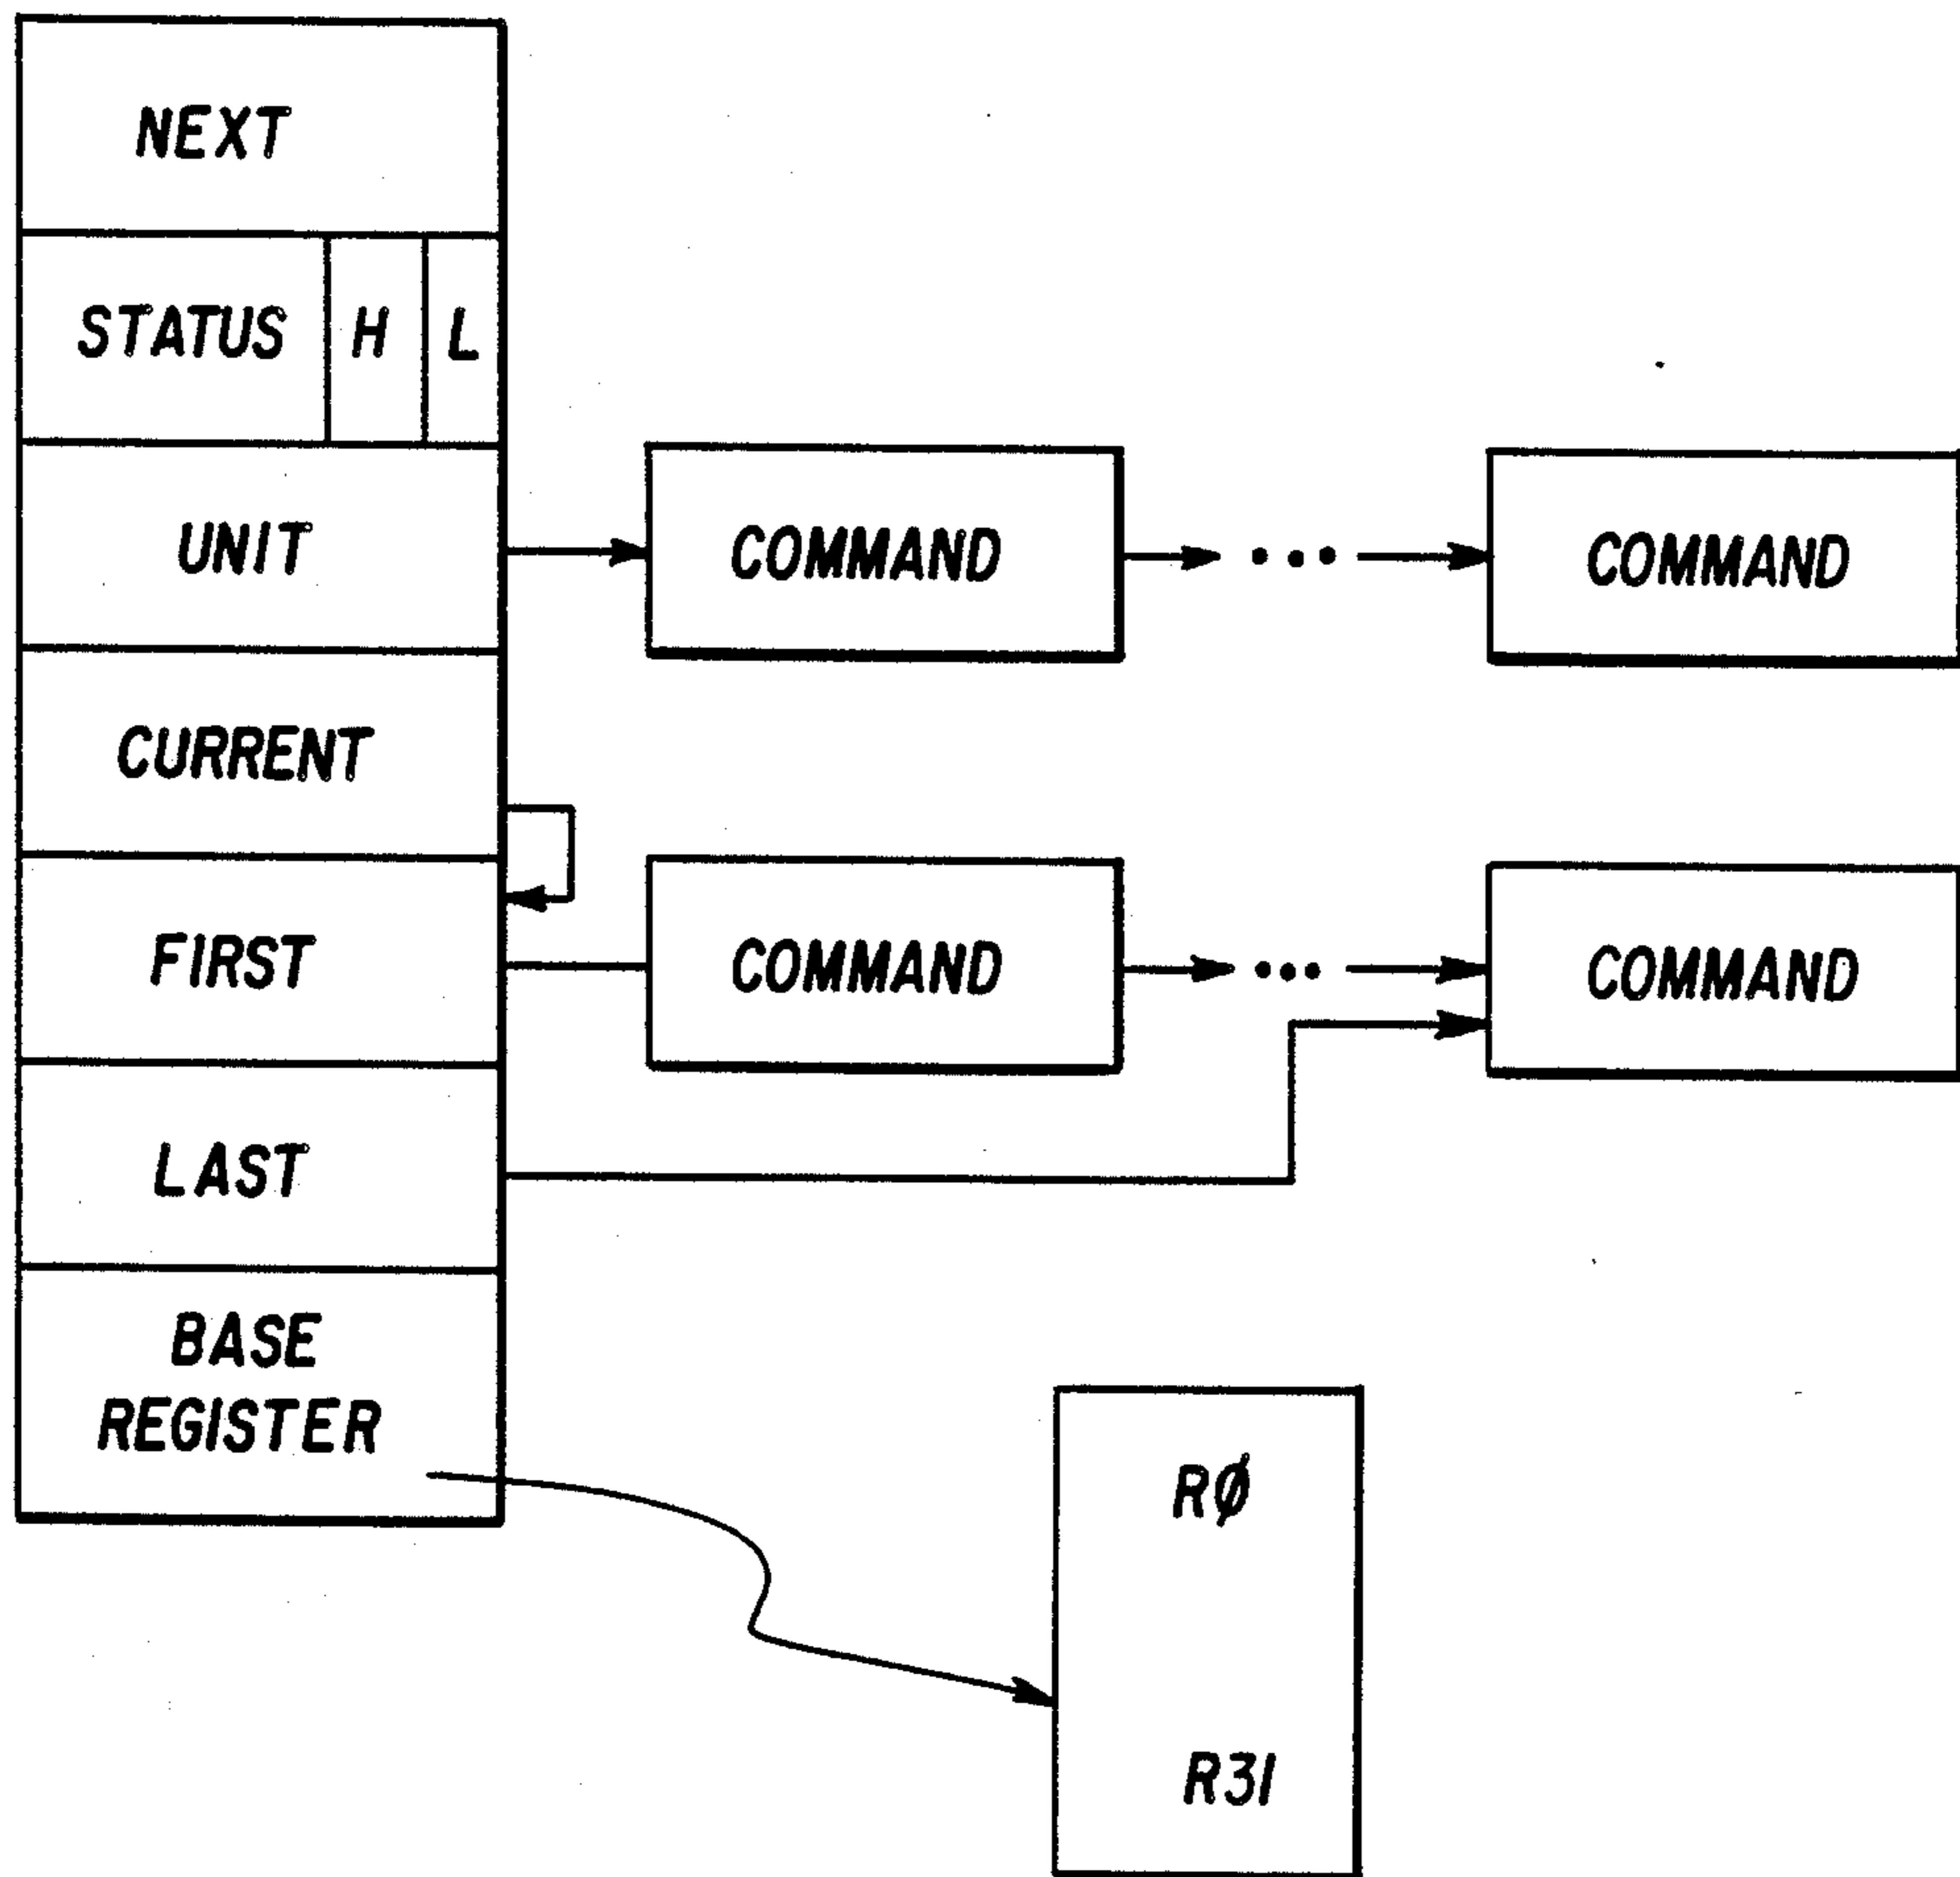 NEXT
STATUS H L
UNIT
COMMAND
COMMAND
CURRENT
FIRST
COMMAND
COMMAND
LAST
BASE
REGISTER
RØ
R31